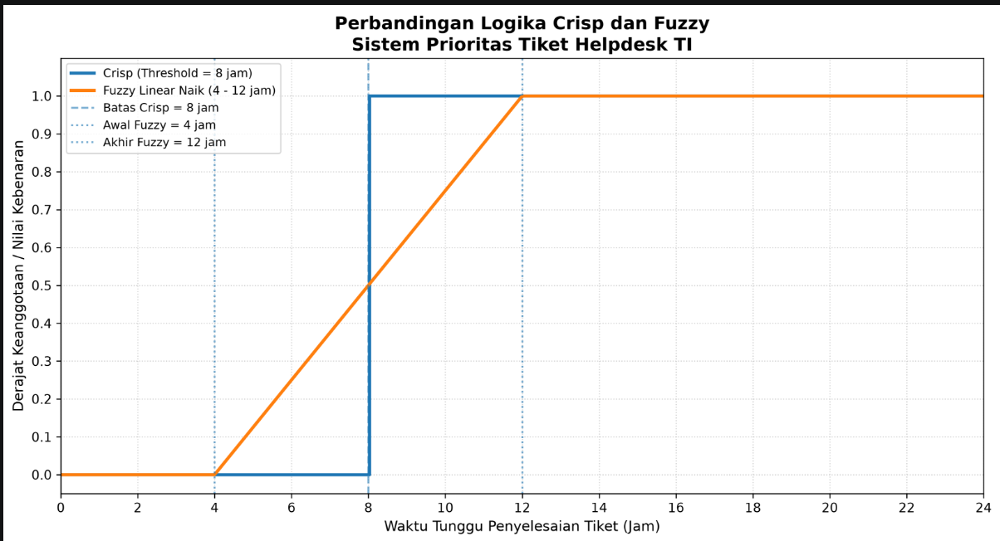 Perbandingan Logika Crisp dan Fuzzy
Sistem Prioritas Tiket Helpdesk TI
Crisp (Threshold = 8 jam)
Fuzzy Linear Naik (4 - 12 jam)
Batas Crisp = 8 jam
Awal Fuzzy = 4 jam
Akhir Fuzzy = 12 jam
Derajat Keanggotaan / Nilai Kebenaran
1.0
0.9
0.8
0.7
0.6
0.5
0.4
0.3
0.2
0.1
0.0
0 2 4 6 8 10 12 14 16 18 20 22 24
Waktu Tunggu Penyelesaian Tiket (Jam)